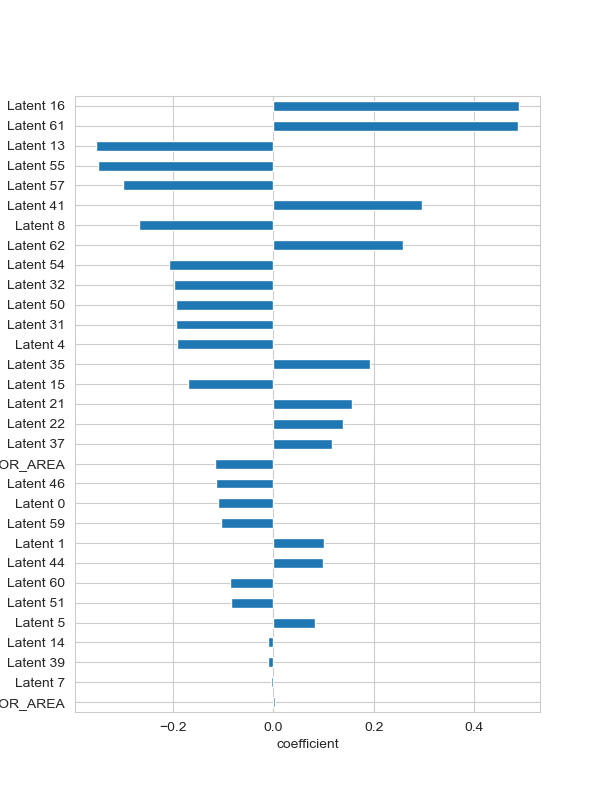 Latent 16
Latent 61
Latent 13
Latent 55
Latent 57
Latent 41
Latent 8
Latent 62
Latent 54
Latent 32
Latent 50
Latent 31
Latent 4
Latent 35
Latent 15
Latent 21
Latent 22
Latent 37
OR_AREA
Latent 46
Latent 0
Latent 59
Latent 1
Latent 44
Latent 60
Latent 51
Latent 5
Latent 14
Latent 39
Latent 7
OR_AREA
−0.2 0.0 0.2 0.4
coefficient